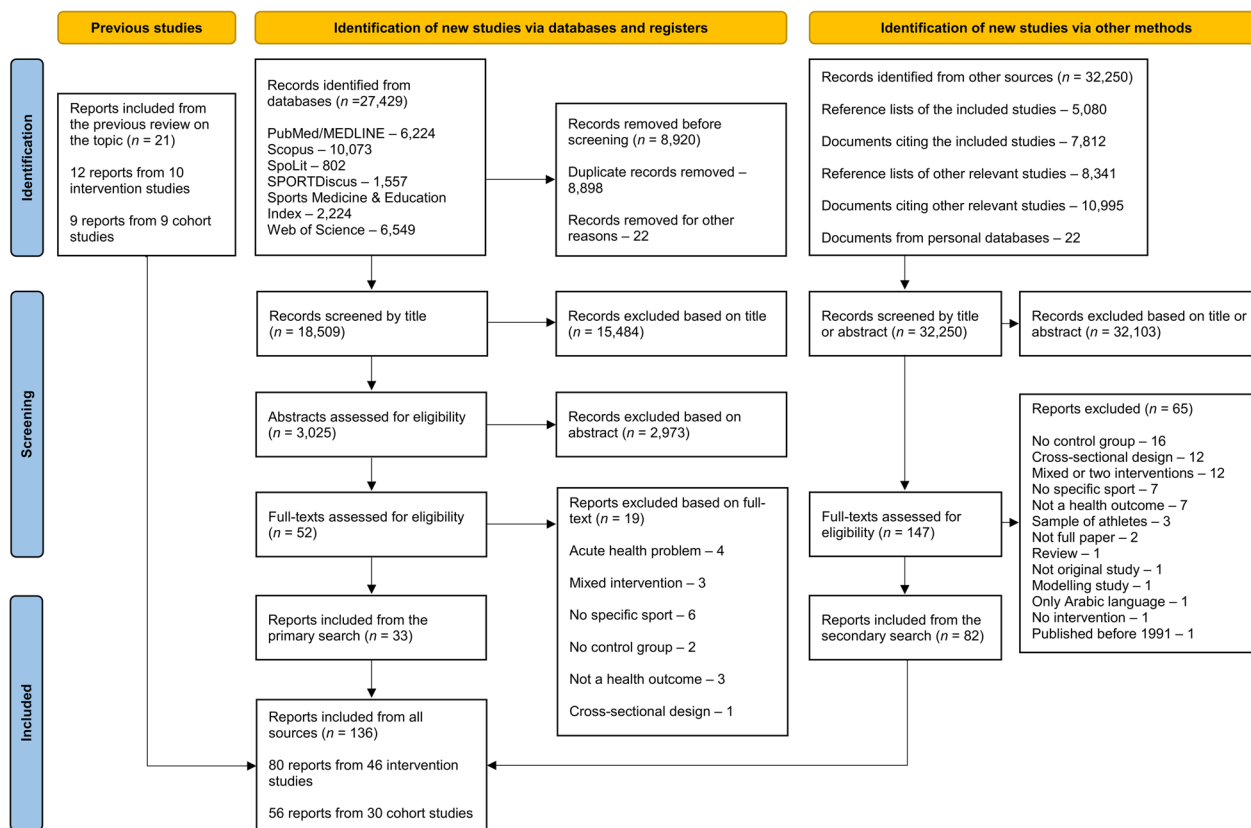 Previous studies
Identification of new studies via databases and registers
Identification of new studies via other methods
Identification
Reports included from
the previous review on
the topic (n = 21)
12 reports from 10
intervention studies
9 reports from 9 cohort
studies
Records identified from
databases (n =27,429)
PubMed/MEDLINE – 6,224
Scopus – 10,073
SpoLit – 802
SPORTDiscus – 1,557
Sports Medicine & Education
Index – 2,224
Web of Science – 6,549
Records removed before
screening (n = 8,920)
Duplicate records removed –
8,898
Records removed for other
reasons – 22
Records identified from other sources (n = 32,250)
Reference lists of the included studies – 5,080
Documents citing the included studies – 7,812
Reference lists of other relevant studies – 8,341
Documents citing other relevant studies – 10,995
Documents from personal databases – 22
Screening
Records screened by title
(n = 18,509)
Records excluded based on title
(n = 15,484)
Records screened by title
or abstract (n = 32,250)
Records excluded based on title or
abstract (n = 32,103)
Abstracts assessed for eligibility
(n = 3,025)
Records excluded based on
abstract (n = 2,973)
Full-texts assessed for eligibility
(n = 52)
Reports excluded based on full-
text (n = 19)
Acute health problem – 4
Mixed intervention – 3
No specific sport – 6
No control group – 2
Not a health outcome – 3
Cross-sectional design – 1
Full-texts assessed for
eligibility (n = 147)
Reports excluded (n = 65)
No control group – 16
Cross-sectional design – 12
Mixed or two interventions – 12
No specific sport – 7
Not a health outcome – 7
Sample of athletes – 3
Not full paper – 2
Review – 1
Not original study – 1
Modelling study – 1
Only Arabic language – 1
No intervention – 1
Published before 1991 – 1
Included
Reports included from the
primary search (n = 33)
Reports included from the
secondary search (n = 82)
Reports included from all
sources (n = 136)
80 reports from 46 intervention
studies
56 reports from 30 cohort studies